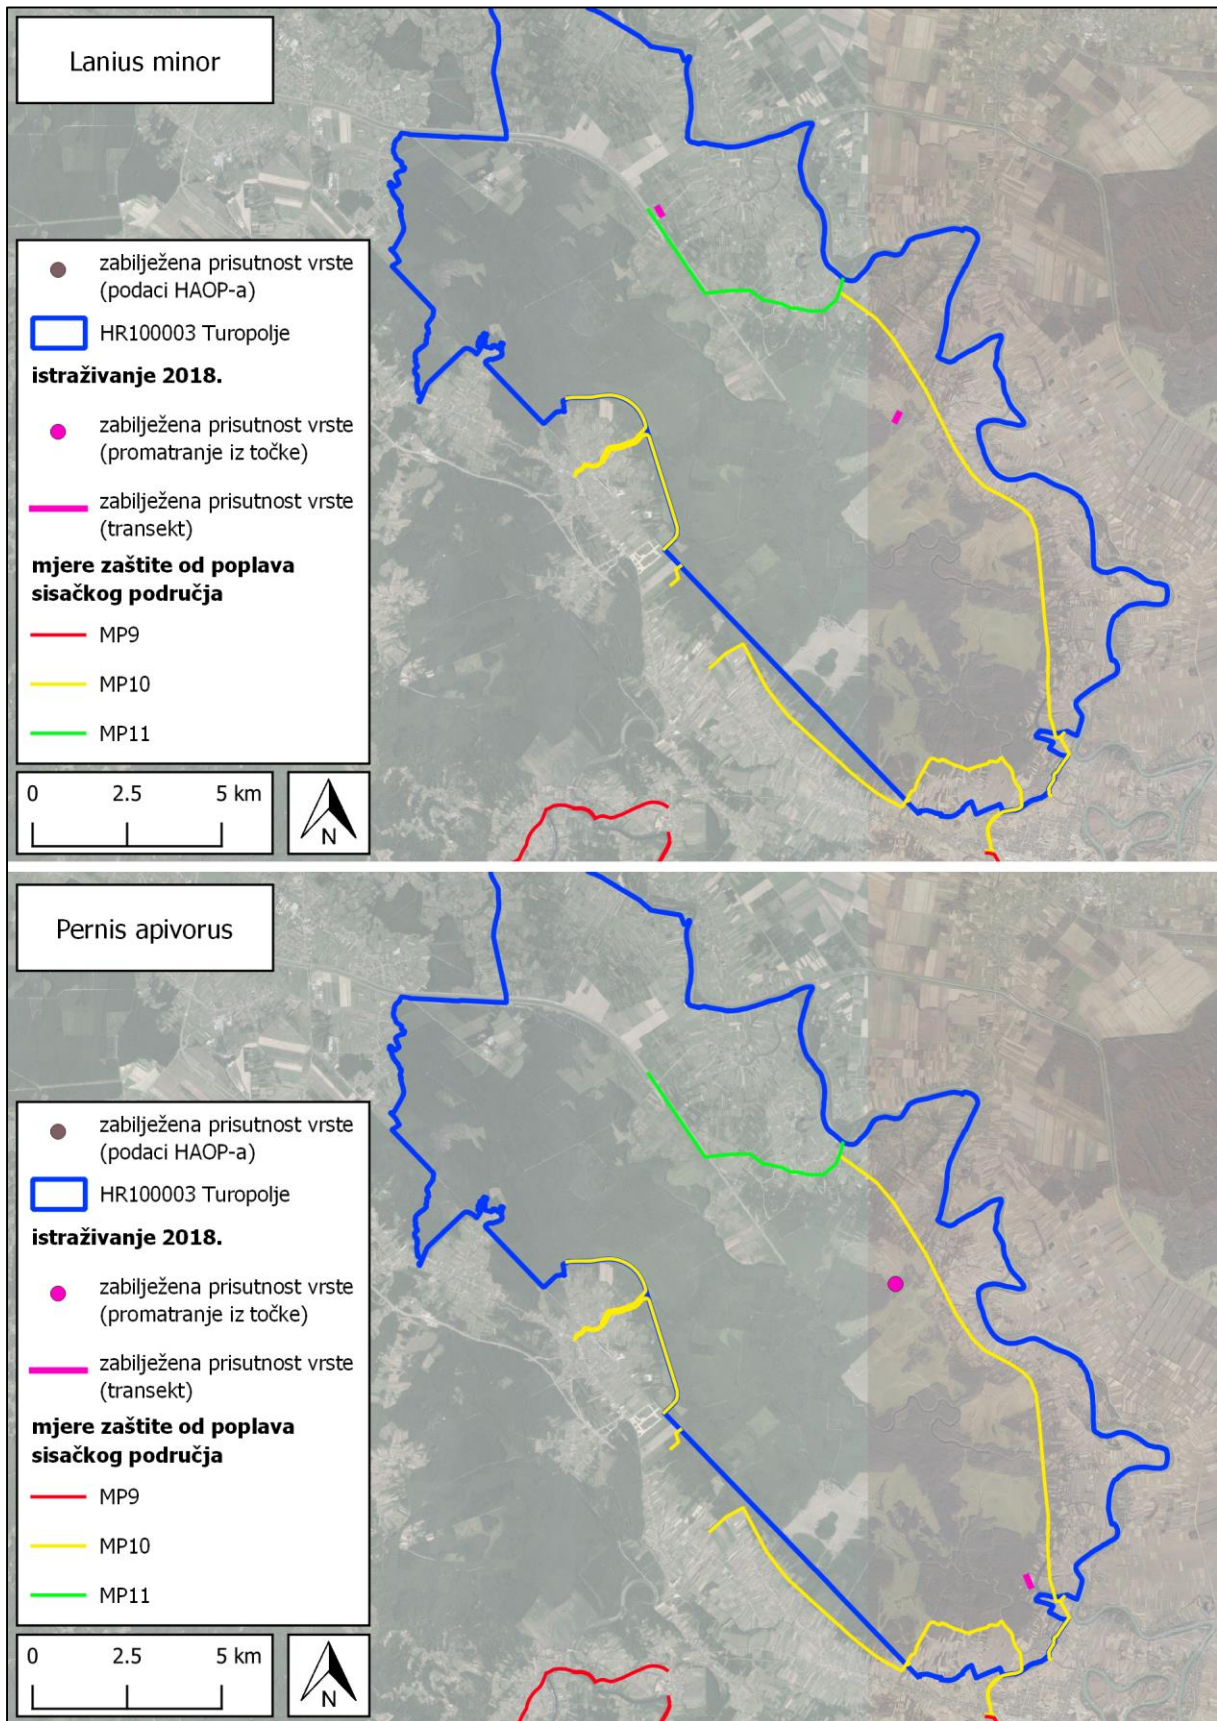 Lanius minor
zabilježena prisutnost vrste
(podaci HAOP-a)
HR100003 Turopolje
istraživanje 2018.
zabilježena prisutnost vrste
(promatranje iz točke)
zabilježena prisutnost vrste
(transekt)
mjere zaštite od poplava
sisačkog područja
MP9
MP10
MP11
0 2.5 5 km
N
Pernis apivorus
zabilježena prisutnost vrste
(podaci HAOP-a)
HR100003 Turopolje
istraživanje 2018.
zabilježena prisutnost vrste
(promatranje iz točke)
zabilježena prisutnost vrste
(transekt)
mjere zaštite od poplava
sisačkog područja
MP9
MP10
MP11
0 2.5 5 km
N